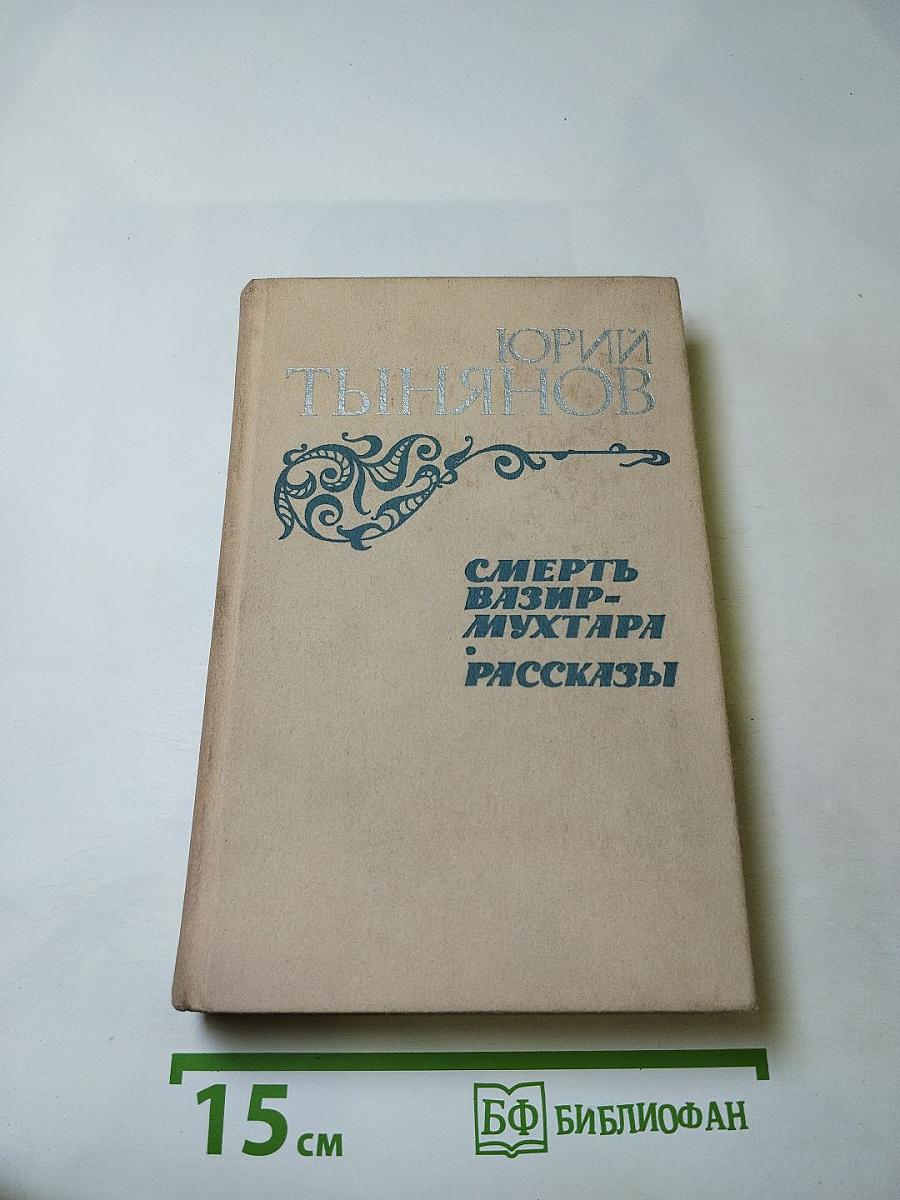 ЮРИЙ
ТЫНЯНОВ
СМЕРТЬ
ВАЗИР-
МУХТАРА
•
РАССКАЗЫ
15 см
БФ БИБЛИОФАН